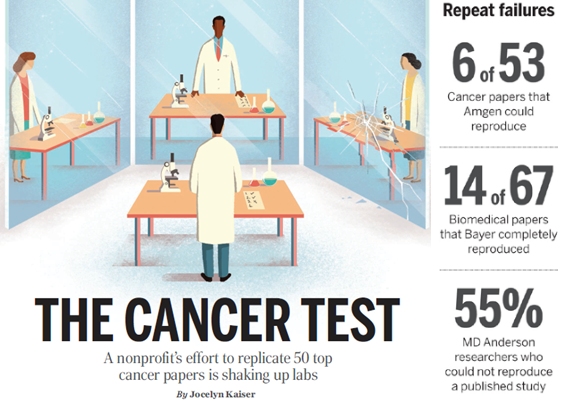 THE CANCER TEST
A nonprofit's effort to replicate 50 top
cancer papers is shaking up labs
By Jocelyn Kaiser
Repeat failures
6 of 53
Cancer papers that
Amgen could
reproduce
14 of 67
Biomedical papers
that Bayer completely
reproduced
55%
MD Anderson
researchers who
could not reproduce
a published study